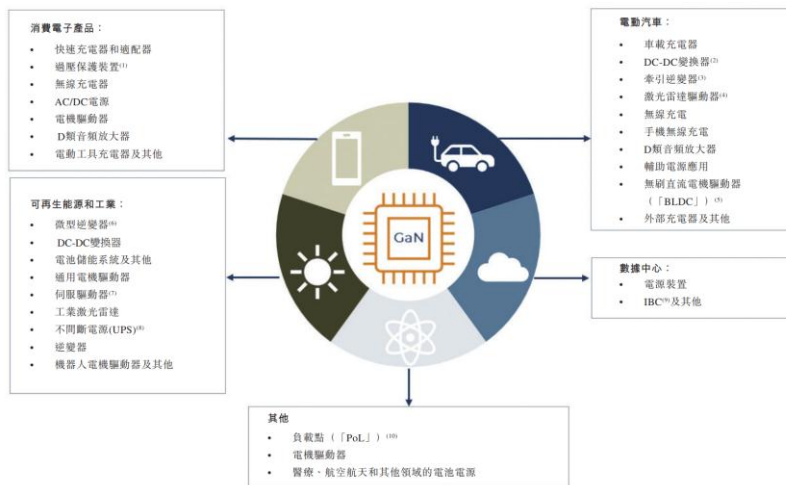 消費電子產品：
• 快速充電器和適配器
• 過壓保護裝置(1)
• 無線充電器
• AC/DC電源
• 電機驅動器
• D類音頻放大器
• 電動工具充電器及其他
電動汽車：
• 車載充電器
• DC-DC變換器(2)
• 牽引逆變器(3)
• 激光雷達驅動器(4)
• 無線充電
• 手機無線充電
• D類音頻放大器
• 輔助電源應用
• 無刷直流電機驅動器
（「BLDC」）(5)
• 外部充電器及其他
GaN
可再生能源和工業：
• 微型逆變器(6)
• DC-DC變換器
• 電池儲能系統及其他
• 通用電機驅動器
• 伺服驅動器(7)
• 工業激光雷達
• 不間斷電源(UPS)(8)
• 逆變器
• 機器人電機驅動器及其他
數據中心：
• 電源裝置
• IBC(9)及其他
其他
• 負載點（「PoL」）(10)
• 電機驅動器
• 醫療、航空航天和其他領域的電池電源